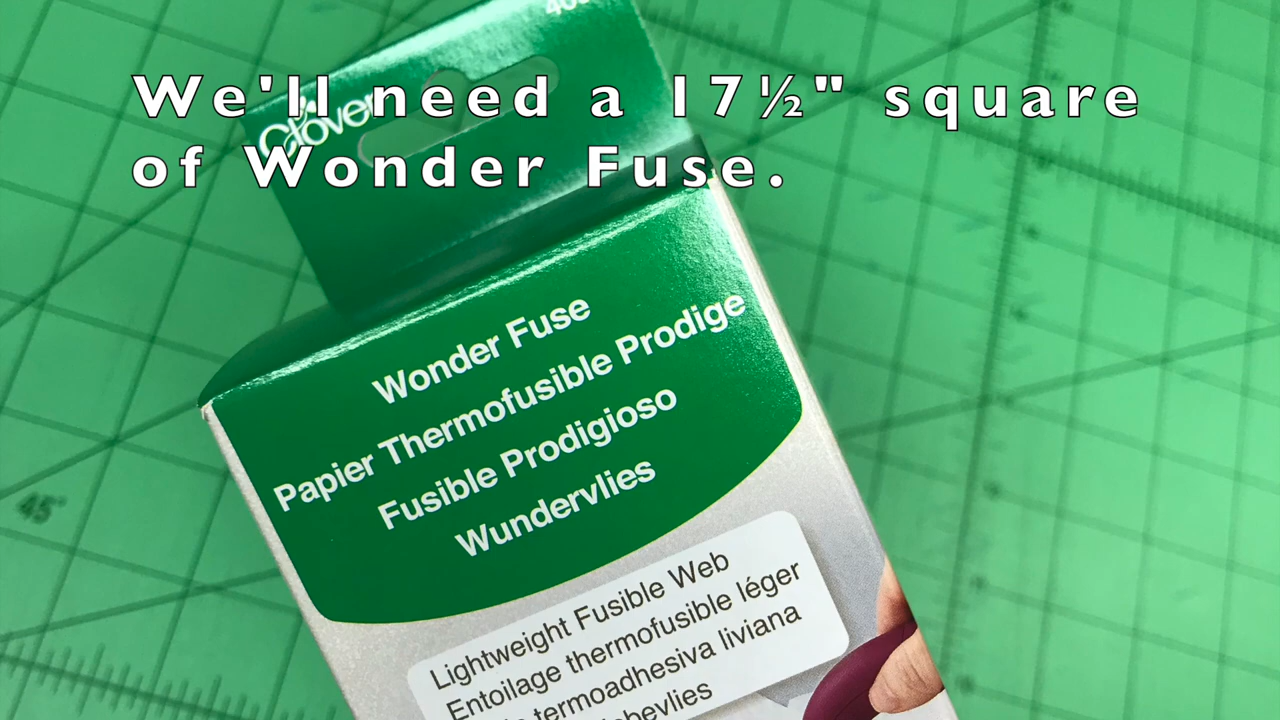 We'll need a 17½" square
of Wonder Fuse.
Clover
Wonder Fuse
Papier Thermofusible Prodige
Fusible Prodigioso
Wundervlies
Lightweight Fusible Web
Entoilage thermofusible léger
termoadhesiva liviana
45°